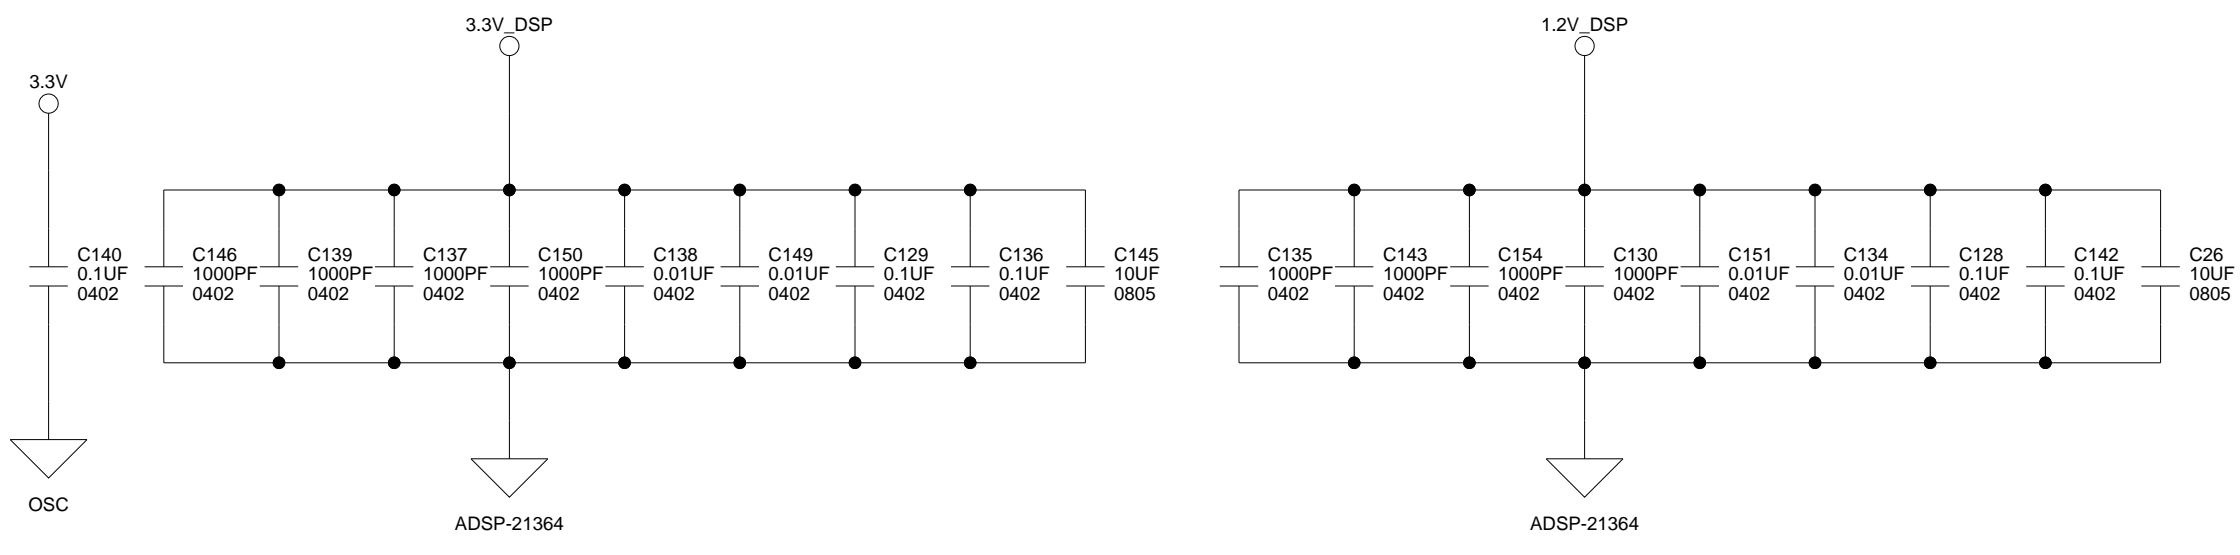 3.3V_DSP
1.2V_DSP
3.3V
C140
0.1UF
0402
C146
1000PF
0402
C139
1000PF
0402
C137
1000PF
0402
C150
1000PF
0402
C138
0.01UF
0402
C149
0.01UF
0402
C129
0.1UF
0402
C136
0.1UF
0402
C145
10UF
0805
C135
1000PF
0402
C143
1000PF
0402
C154
1000PF
0402
C130
1000PF
0402
C151
0.01UF
0402
C134
0.01UF
0402
C128
0.1UF
0402
C142
0.1UF
0402
C26
10UF
0805
OSC
ADSP-21364
ADSP-21364